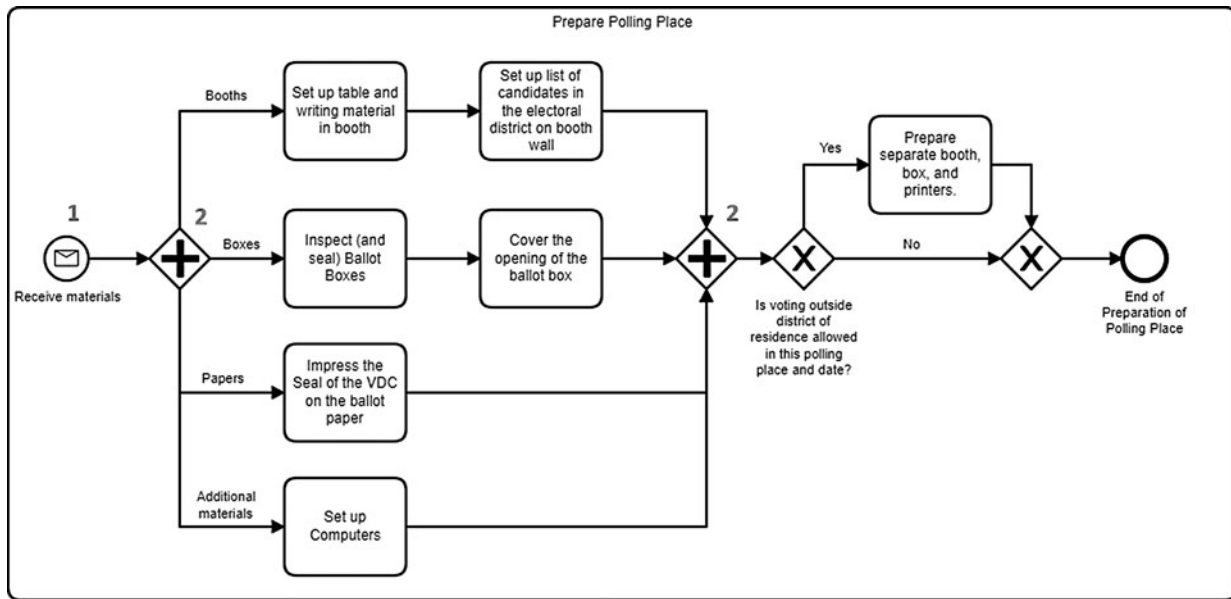 Prepare Polling Place
Booths
Set up table and
writing material
in booth
Set up list of
candidates in
the electoral
district on booth
wall
Yes
Prepare
separate booth,
box, and
printers.
1
Receive materials
2
Boxes
Inspect (and
seal) Ballot
Boxes
Cover the
opening of the
ballot box
2
X
Is voting outside
district of
residence allowed
in this polling
place and date?
No
X
End of
Preparation of
Polling Place
Papers
Impress the
Seal of the VDC
on the ballot
paper
Additional
materials
Set up
Computers